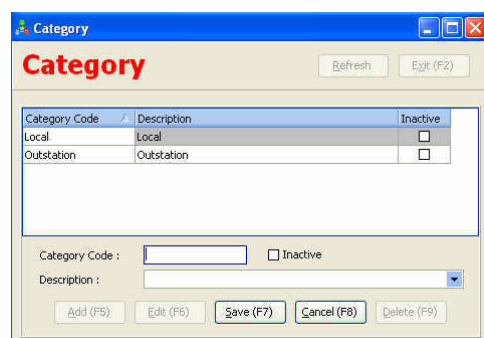 Category
Category Refresh Exit (F2)
Category Code Description Inactive
Local Local
Outstation Outstation
Category Code : Inactive
Description :
Add (F5) Edit (F6) Save (F7) Cancel (F8) Delete (F9)